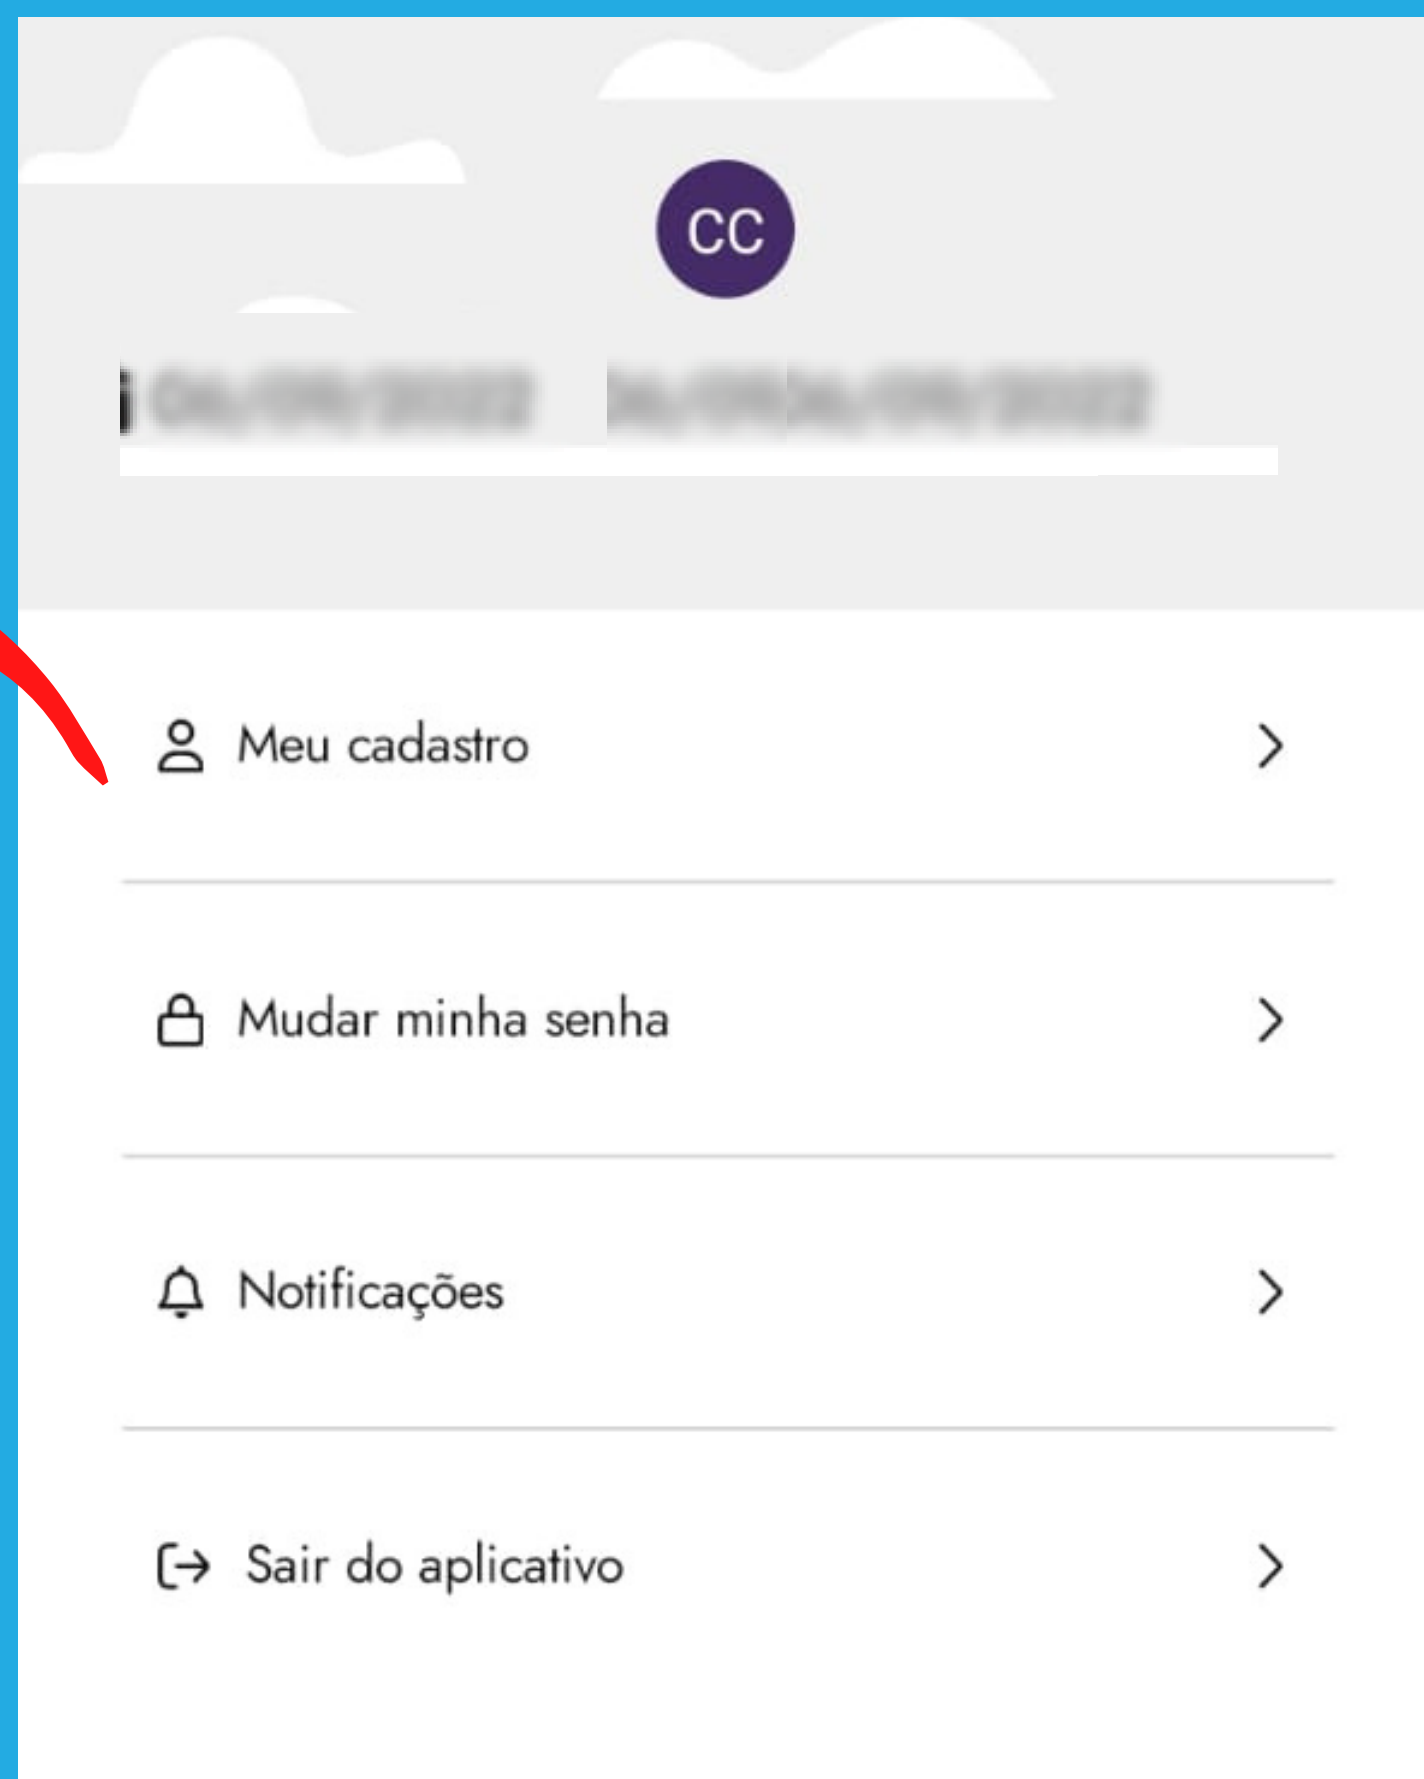 CC
Meu cadastro
Mudar minha senha
Notificações
Sair do aplicativo